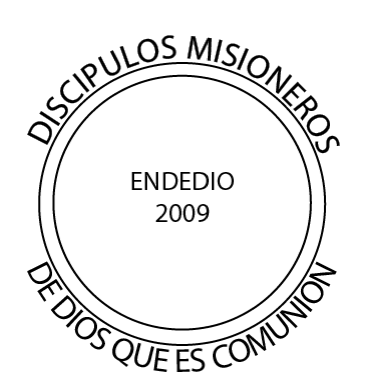 DISCIPULOS MISIONEROS
ENDEDIO
2009
DE DIOS QUE ES COMUNION